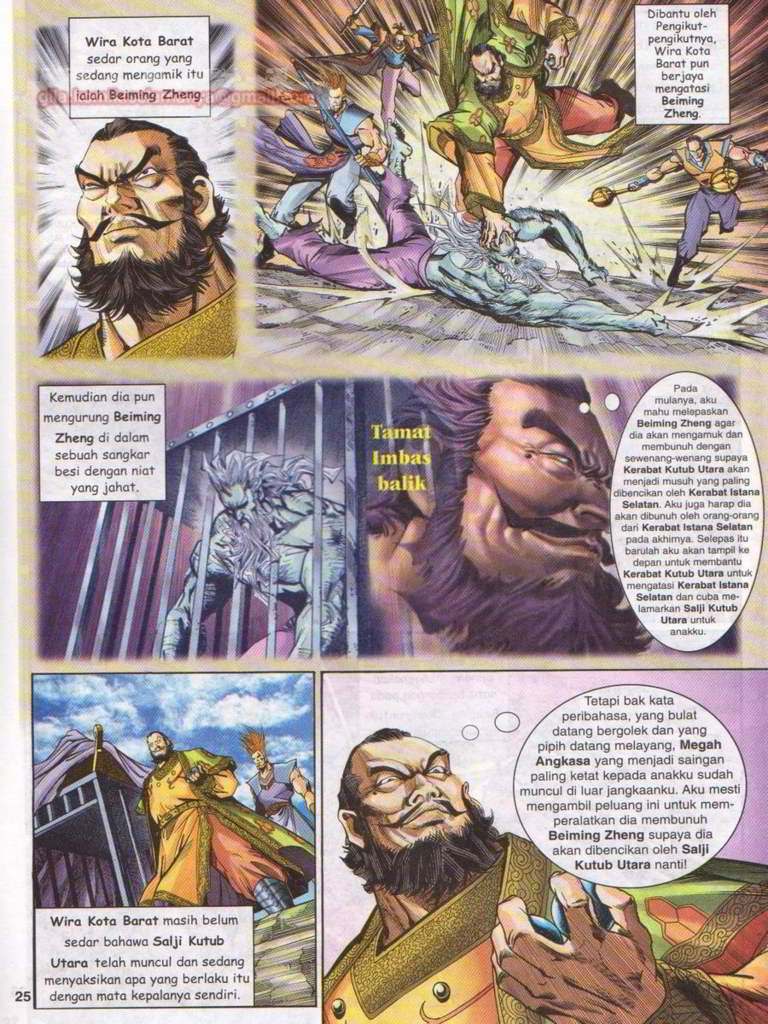 Wira Kota Barat
sedar orang yang
sedang mengamik itu
ialah Beiming Zheng.
Dibantu oleh
Pengikut-
pengikutnya,
Wira Kota
Barat pun
berjaya
mengatasi
Beiming
Zheng.
Kemudian dia pun
mengurung Beiming
Zheng di dalam
sebuah sangkar
besi dengan niat
yang jahat.
Tamat
Imbas
balik
Pada
mulanya, aku
mahu melepaskan
Beiming Zheng agar
dia akan mengamuk dan
membunuh dengan
sewenang-wenang supaya
Kerabat Kutub Utara akan
menjadi musuh yang paling
dibencikan oleh Kerabat Istana
Selatan. Aku juga harap dia
akan dibunuh oleh orang-orang
dari Kerabat Istana Selatan
pada akhirnya. Selepas itu
barulah aku akan tampil ke
depan untuk membantu
Kerabat Kutub Utara untuk
mengatasi Kerabat Istana
Selatan dan cuba me-
lamarkan Salji Kutub
Utara untuk
anakku.
Wira Kota Barat masih belum
sedar bahawa Salji Kutub
Utara telah muncul dan sedang
menyaksikan apa yang berlaku itu
dengan mata kepalanya sendiri.
Tetapi bak kata
peribahasa, yang bulat
datang bergolek dan yang
pipih datang melayang, Megah
Angkasa yang menjadi saingan
paling ketat kepada anakku sudah
muncul di luar jangkaanku. Aku mesti
mengambil peluang ini untuk mem-
peralatkan dia membunuh
Beiming Zheng supaya dia
akan dibencikan oleh Salji
Kutub Utara nanti!
25